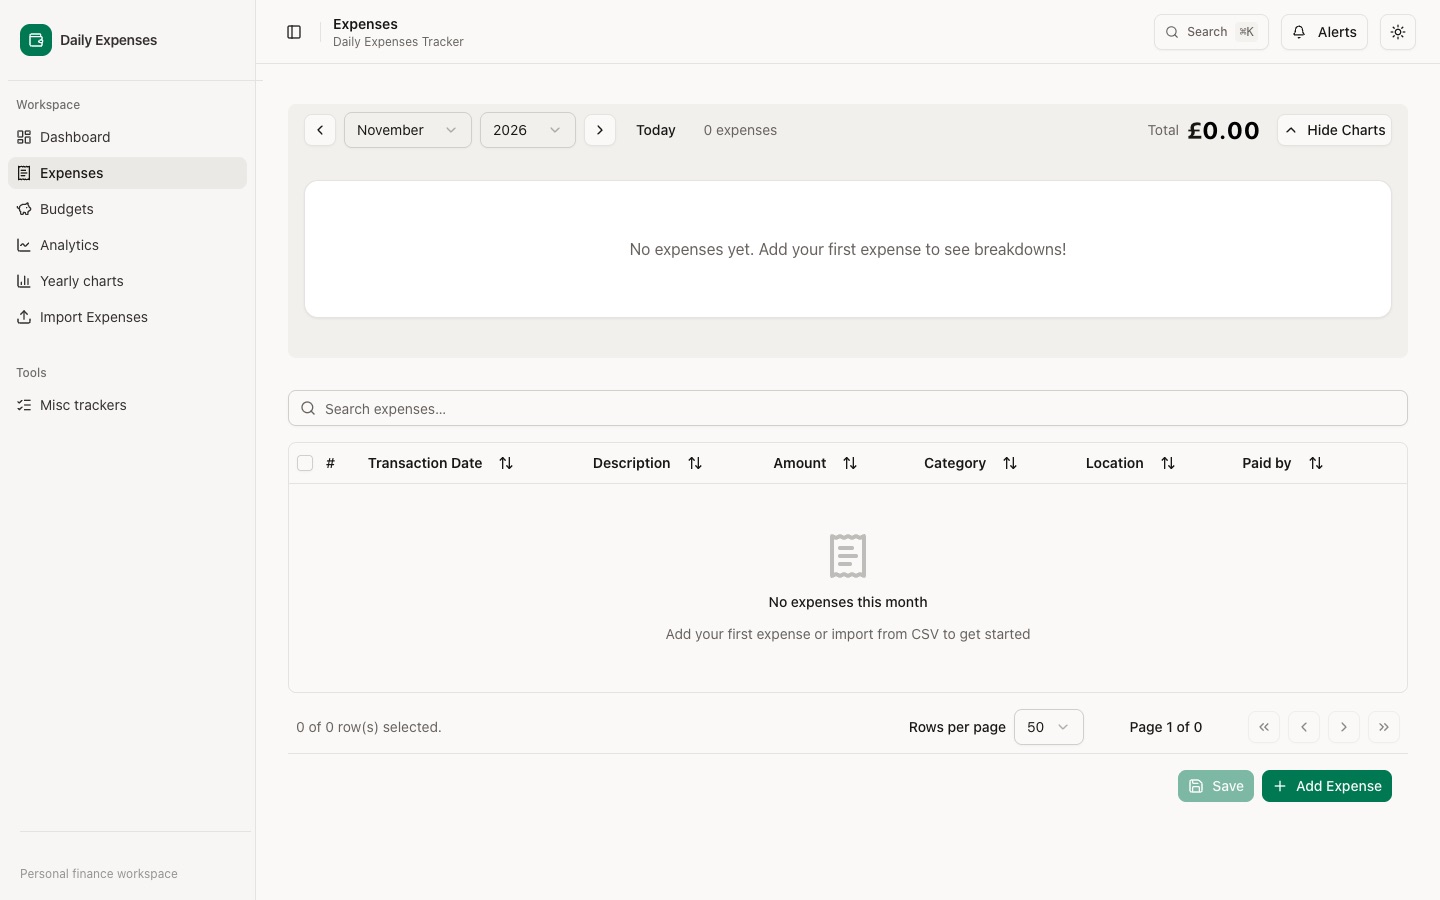 Daily Expenses
Workspace
Dashboard
Expenses
Budgets
Analytics
Yearly charts
Import Expenses
Tools
Misc trackers
Personal finance workspace
Expenses
Daily Expenses Tracker
Search ⌘K
Alerts
November
2026
Today
0 expenses
Total £0.00
Hide Charts
No expenses yet. Add your first expense to see breakdowns!
Search expenses...
# Transaction Date Description Amount Category Location Paid by
No expenses this month
Add your first expense or import from CSV to get started
0 of 0 row(s) selected.
Rows per page 50
Page 1 of 0
Save
Add Expense